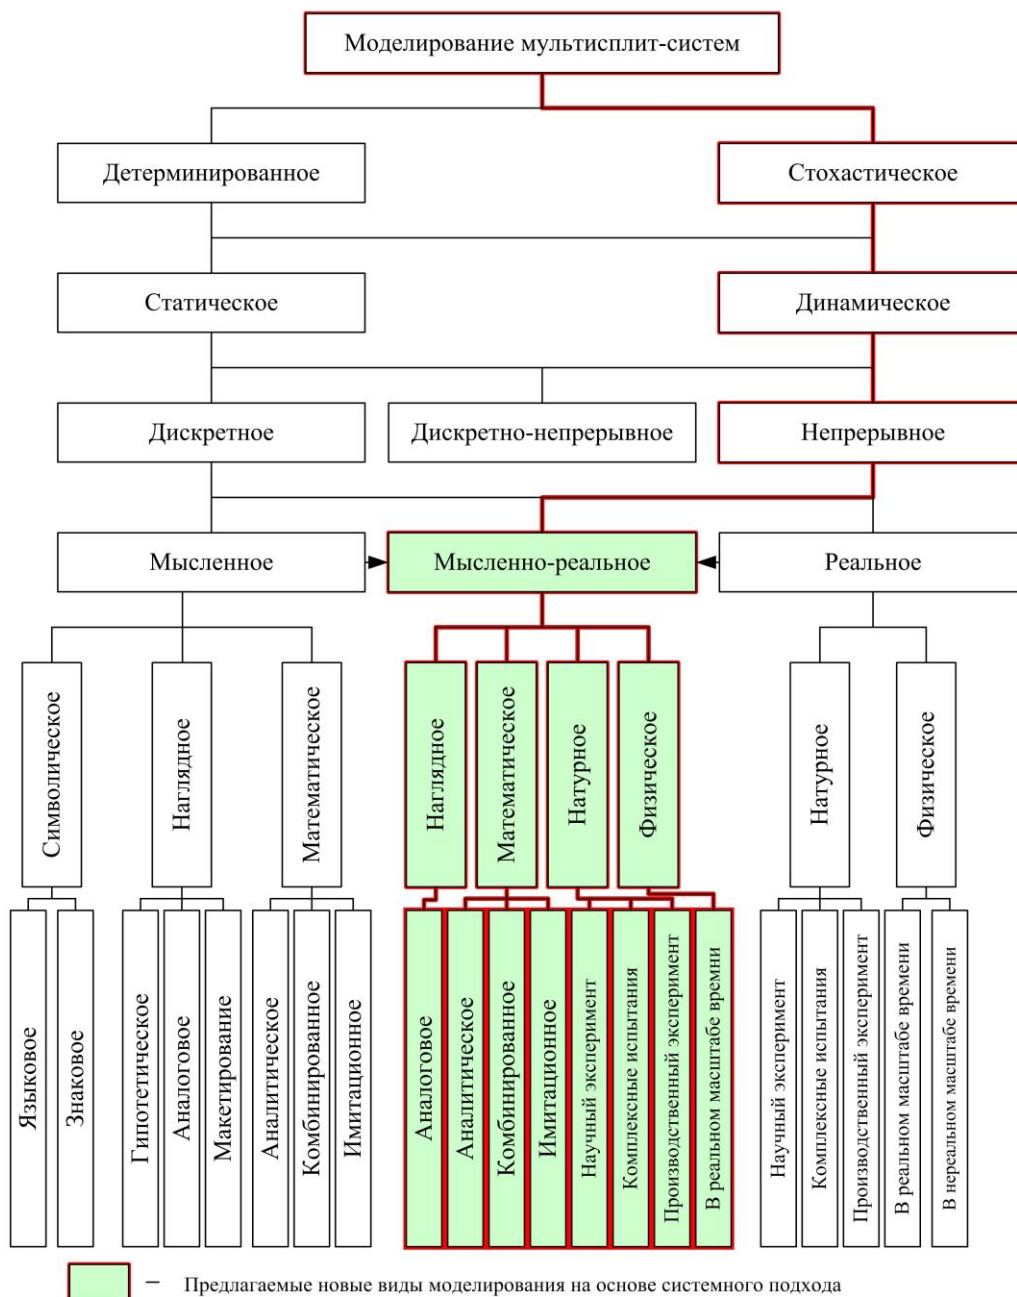 Моделирование мультисплит-систем
Детерминированное
Стохастическое
Статическое
Динамическое
Дискретное
Дискретно-непрерывное
Непрерывное
Мысленное
Мысленно-реальное
Реальное
Символическое
Наглядное
Математическое
Наглядное
Математическое
Натурное
Физическое
Натурное
Физическое
Языковое
Знаковое
Гипотетическое
Аналоговое
Макетирование
Аналитическое
Комбинированное
Имитационное
Аналоговое
Аналитическое
Комбинированное
Имитационное
Научный эксперимент
Комплексные испытания
Производственный эксперимент
В реальном масштабе времни
Научный эксперимент
Комплексные испытания
Производственный эксперимент
В реальном масштабе времени
В нереальном масштабе времени
– Предлагаемые новые виды моделирования на основе системного подхода